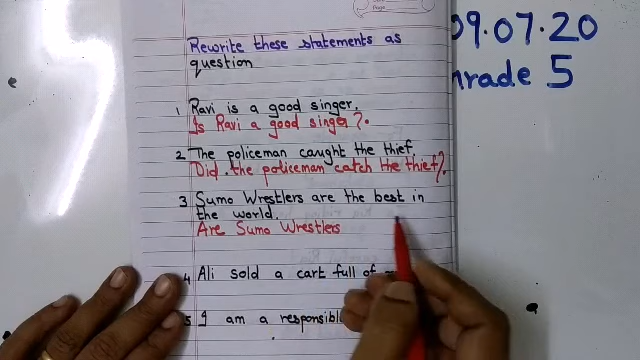 Page
09.07.20
Grade 5
Rewrite these statements as
question
1 Ravi is a good singer.
Is Ravi a good singer?.
2 The policeman caught the thief.
Did the policeman catch the thief?.
3 Sumo Wrestlers are the best in
the world.
Are Sumo Wrestlers
4 Ali sold a cart full of
5 I am a responsible